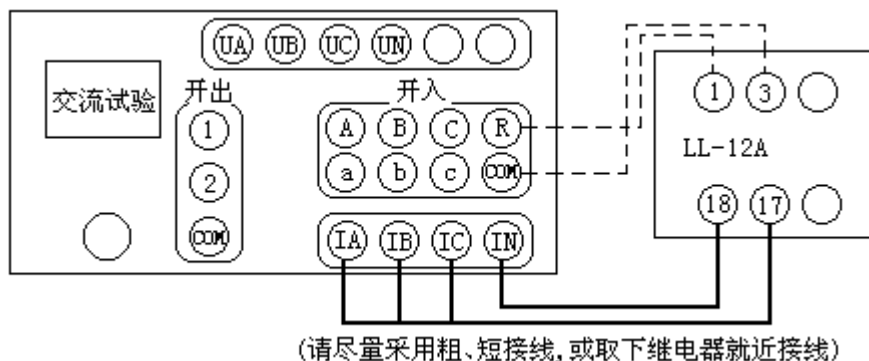 UA UB UC UN
交流试验
开出
开入
1
A B C R
2
a b c COM
COM
IA IB IC IN
1 3
LL-12A
18 17
(请尽量采用粗、短接线,或取下继电器就近接线)